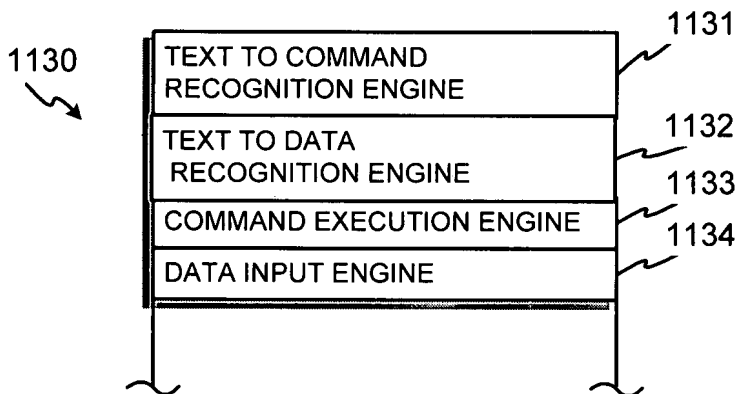 1130
TEXT TO COMMAND
RECOGNITION ENGINE
1131
TEXT TO DATA
RECOGNITION ENGINE
1132
COMMAND EXECUTION ENGINE
1133
DATA INPUT ENGINE
1134